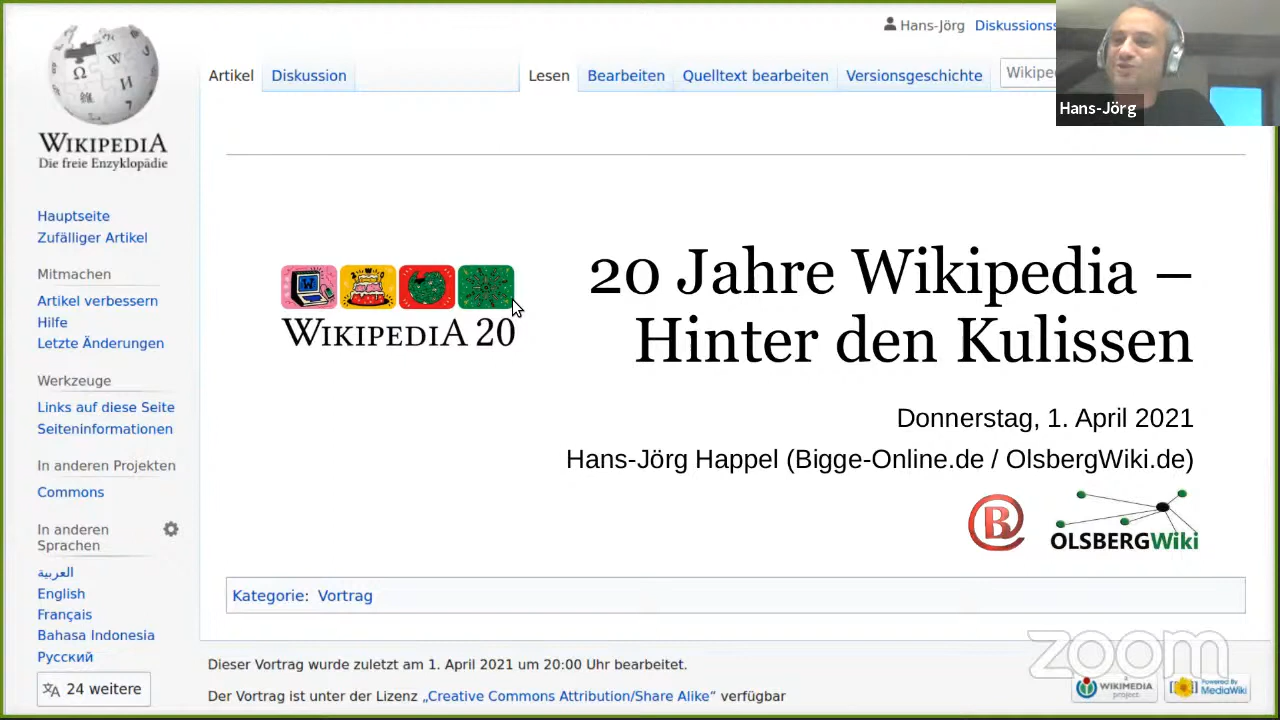 Hans-Jörg Diskussionss
WIKIPEDIA
Die freie Enzyklopädie
Artikel Diskussion Lesen Bearbeiten Quelltext bearbeiten Versionsgeschichte Wikipe
Hans-Jörg
Hauptseite
Zufälliger Artikel
Mitmachen
Artikel verbessern
Hilfe
Letzte Änderungen
Werkzeuge
Links auf diese Seite
Seiteninformationen
In anderen Projekten
Commons
In anderen
Sprachen
العربية
English
Français
Bahasa Indonesia
Русский
24 weitere
WIKIPEDIA 20
20 Jahre Wikipedia –
Hinter den Kulissen
Donnerstag, 1. April 2021
Hans-Jörg Happel (Bigge-Online.de / OlsbergWiki.de)
B
OLSBERGWiki
Kategorie: Vortrag
Dieser Vortrag wurde zuletzt am 1. April 2021 um 20:00 Uhr bearbeitet.
Der Vortrag ist unter der Lizenz „Creative Commons Attribution/Share Alike“ verfügbar
zoom
A
WIKIMEDIA
project
Powered By
MediaWiki